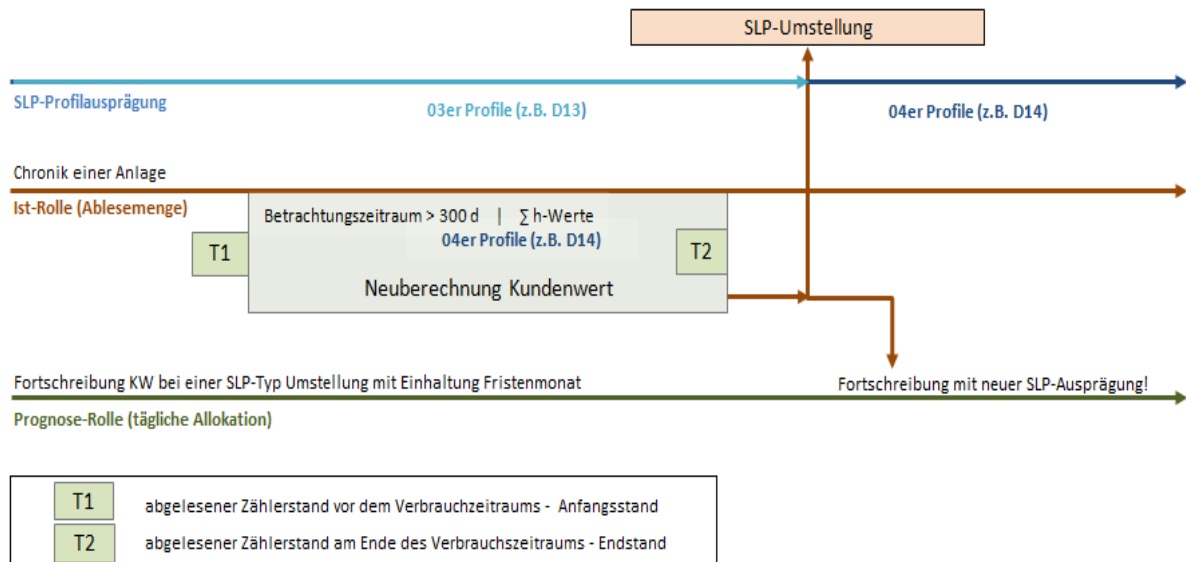 SLP-Umstellung
SLP-Profilausprägung
03er Profile (z.B. D13)
04er Profile (z.B. D14)
Chronik einer Anlage
Ist-Rolle (Ablesemenge)
Betrachtungszeitraum > 300 d | ∑ h-Werte
04er Profile (z.B. D14)
T1
T2
Neuberechnung Kundenwert
Fortschreibung KW bei einer SLP-Typ Umstellung mit Einhaltung Fristenmonat
Fortschreibung mit neuer SLP-Ausprägung!
Prognose-Rolle (tägliche Allokation)
T1 abgelesener Zählerstand vor dem Verbrauchzeitraums - Anfangsstand
T2 abgelesener Zählerstand am Ende des Verbrauchszeitraums - Endstand